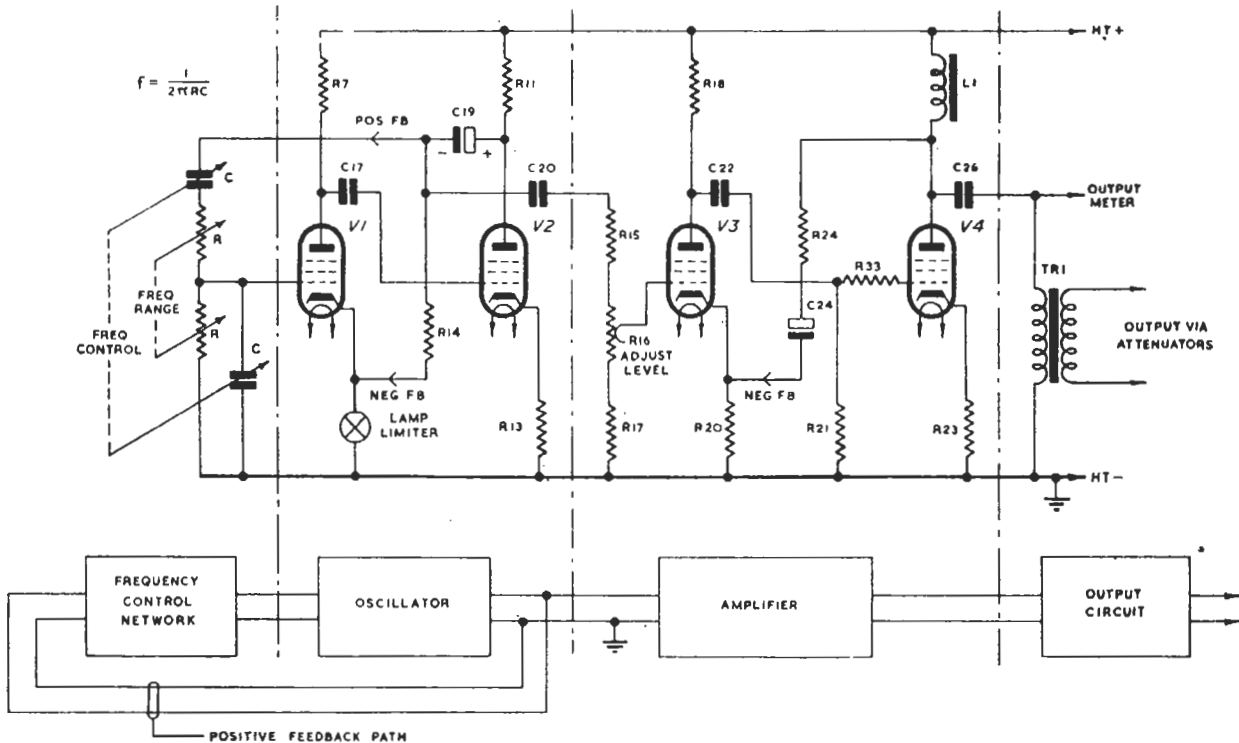 HT+
f = 1 / 2πRC
R7
R11
R18
L1
C19
POS FB
- +
C
C17
C20
C22
C26
OUTPUT
METER
V1
V2
V3
V4
R
R15
R24
R33
TR1
FREQ
RANGE
R
FREQ
CONTROL
R14
R16
ADJUST
LEVEL
C24
OUTPUT VIA
ATTENUATORS
C
NEG FB
NEG FB
LAMP
LIMITER
R13
R17
R20
R21
R23
HT-
FREQUENCY
CONTROL
NETWORK
OSCILLATOR
AMPLIFIER
OUTPUT
CIRCUIT
POSITIVE FEEDBACK PATH